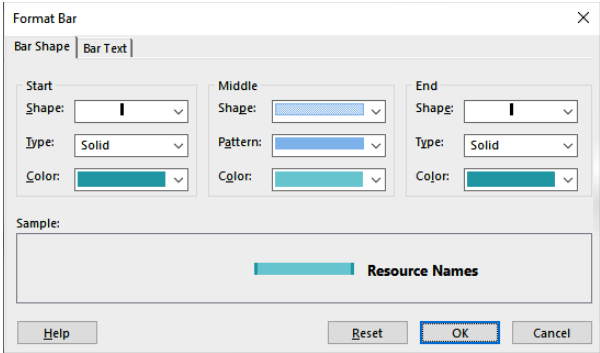 Format Bar
Bar Shape Bar Text
Start Middle End
Shape: Shape: Shape:
Type: Solid Pattern: Type: Solid
Color: Color: Color:
Sample:
Resource Names
Help Reset OK Cancel